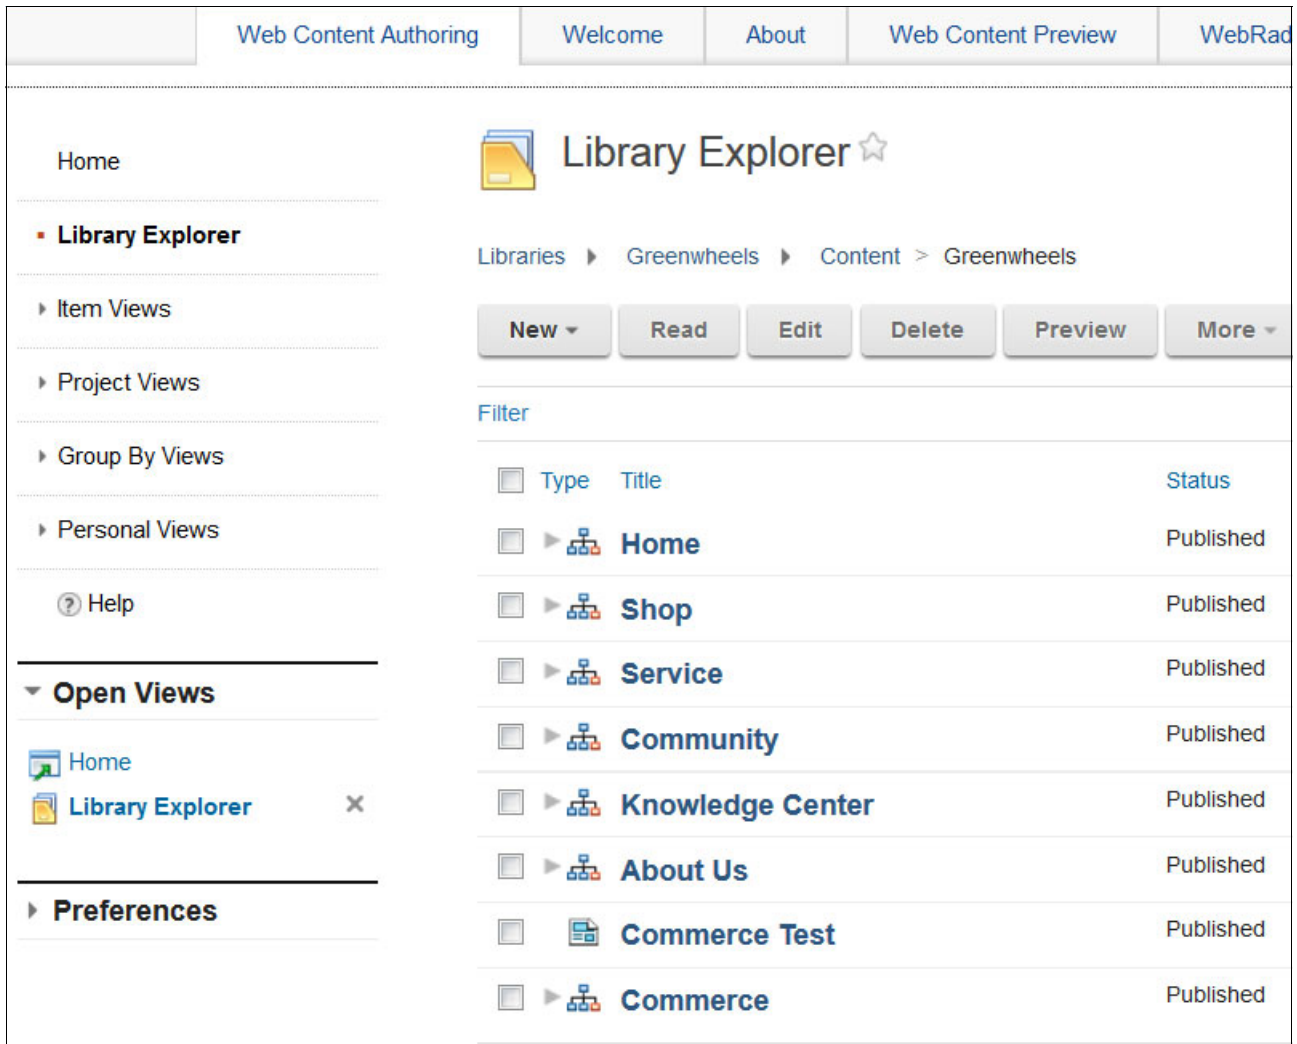 Web Content Authoring Welcome About Web Content Preview WebRad
Home
Library Explorer
Item Views
Project Views
Group By Views
Personal Views
? Help
Open Views
Home
Library Explorer
Preferences
Library Explorer
Libraries Greenwheels Content > Greenwheels
New Read Edit Delete Preview More
Filter
Type Title Status
Home Published
Shop Published
Service Published
Community Published
Knowledge Center Published
About Us Published
Commerce Test Published
Commerce Published